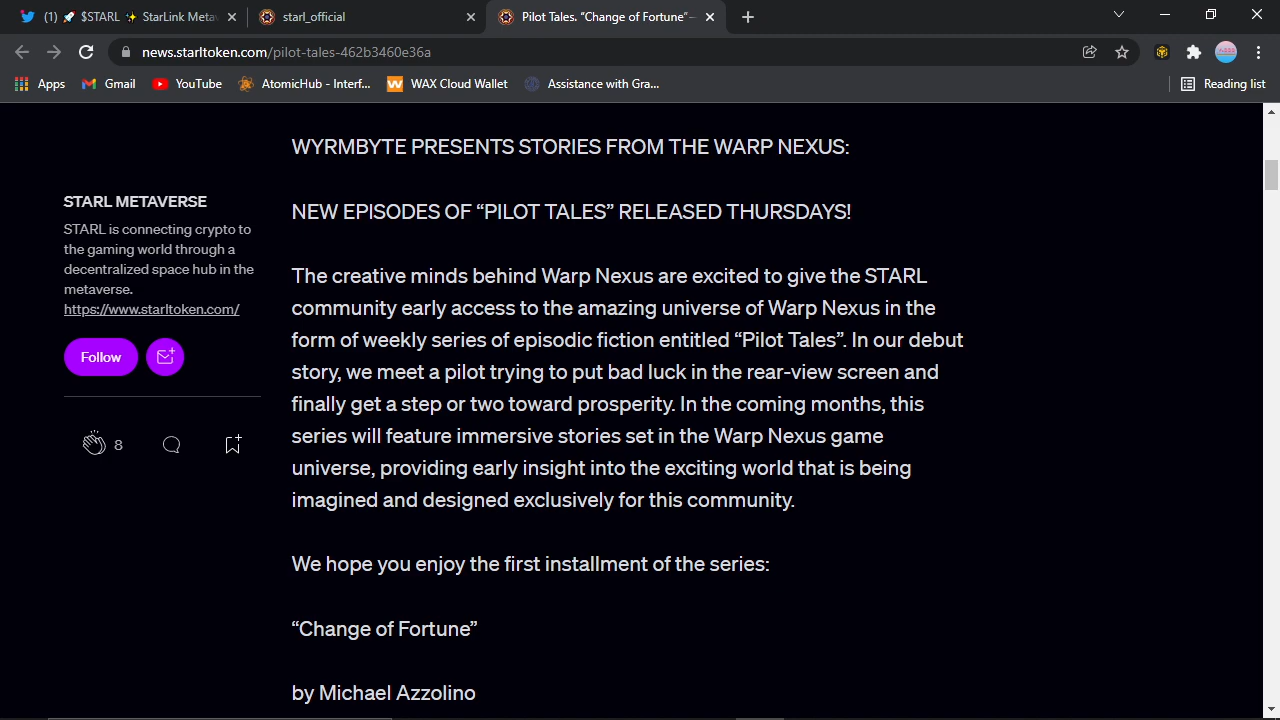 (1) 🚀 $STARL ✨ StarLink Meta
starl_official
Pilot Tales. “Change of Fortune” –
news.starltoken.com/pilot-tales-462b3460e36a
Apps
Gmail
YouTube
AtomicHub - Interf...
WAX Cloud Wallet
Assistance with Gra...
Reading list
STARL METAVERSE
STARL is connecting crypto to
the gaming world through a
decentralized space hub in the
metaverse.
https://www.starltoken.com/
Follow
8
WYRMBYTE PRESENTS STORIES FROM THE WARP NEXUS:
NEW EPISODES OF “PILOT TALES” RELEASED THURSDAYS!
The creative minds behind Warp Nexus are excited to give the STARL
community early access to the amazing universe of Warp Nexus in the
form of weekly series of episodic fiction entitled “Pilot Tales”. In our debut
story, we meet a pilot trying to put bad luck in the rear-view screen and
finally get a step or two toward prosperity. In the coming months, this
series will feature immersive stories set in the Warp Nexus game
universe, providing early insight into the exciting world that is being
imagined and designed exclusively for this community.
We hope you enjoy the first installment of the series:
“Change of Fortune”
by Michael Azzolino